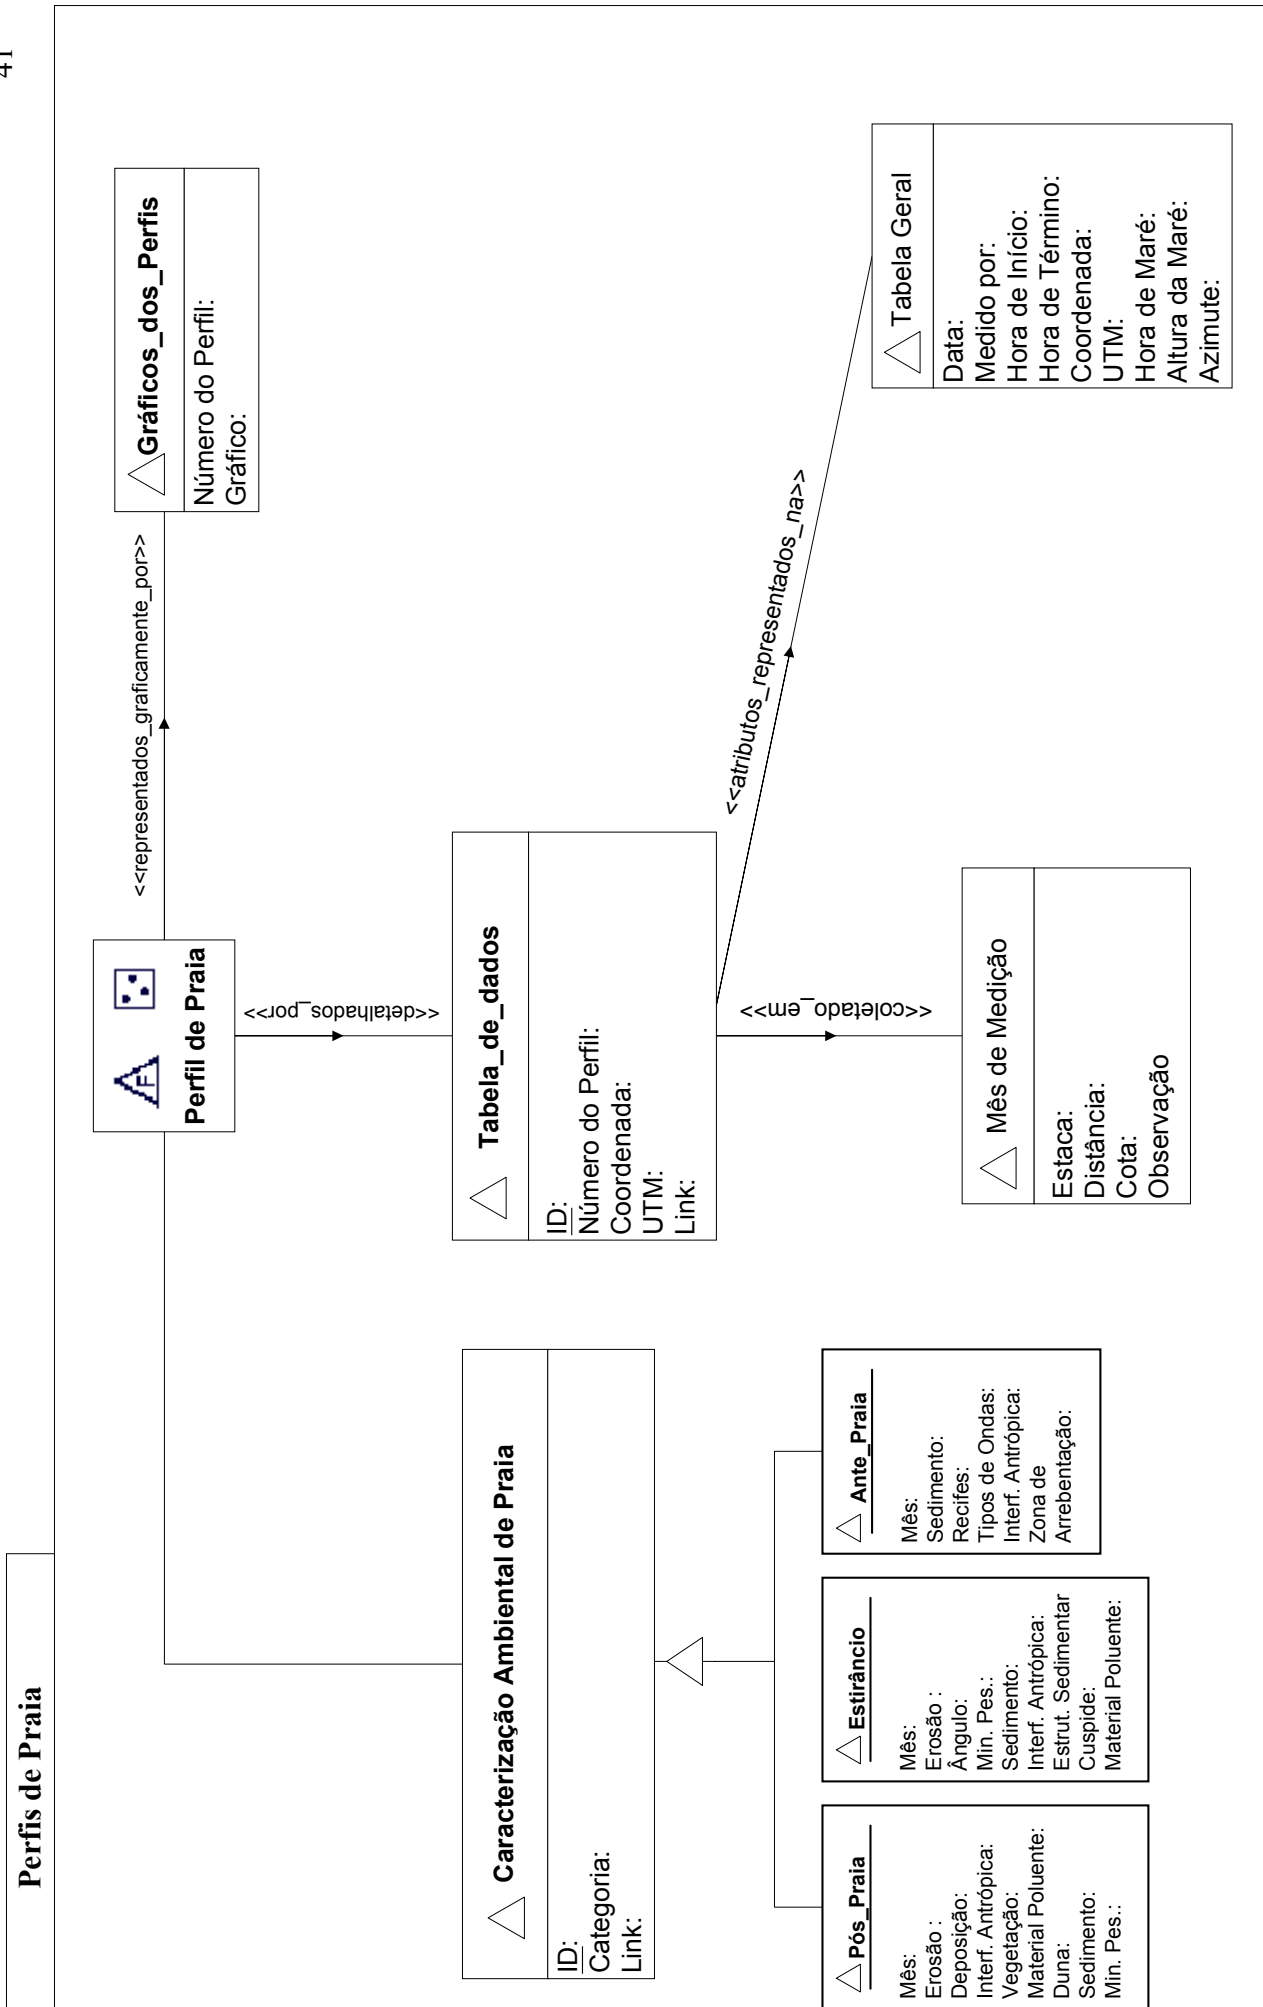 41
Perfis de Praia
F
Perfil de Praia
<<representados_graficamente_por>>
Gráficos_dos_Perfis
Número do Perfil:
Gráfico:
<<detalhados_por>>
Caracterização Ambiental de Praia
ID:
Categoria:
Link:
Tabela_de_dados
ID:
Número do Perfil:
Coordenada:
UTM:
Link:
<<atributos_representados_na>>
<<coletado_em>>
Pós_Praia
Mês:
Erosão :
Deposição:
Interf. Antrópica:
Vegetação:
Material Poluente:
Duna:
Sedimento:
Min. Pes.:
Estirâncio
Mês:
Erosão :
Ângulo:
Min. Pes.:
Sedimento:
Interf. Antrópica:
Estrut. Sedimentar
Cuspide:
Material Poluente:
Ante_Praia
Mês:
Sedimento:
Recifes:
Tipos de Ondas:
Interf. Antrópica:
Zona de
Arrebentação:
Mês de Medição
Estaca:
Distância:
Cota:
Observação
Tabela Geral
Data:
Medido por:
Hora de Início:
Hora de Término:
Coordenada:
UTM:
Hora de Maré:
Altura da Maré:
Azimute: